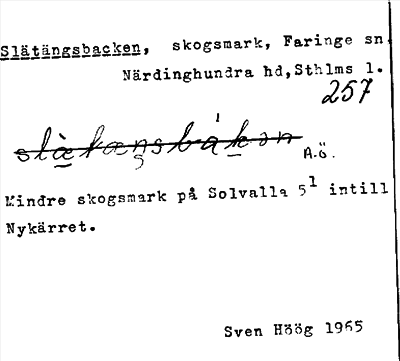 Slätängsbacken, skogsmark, Faringe sn.
Närdinghundra hd, Sthlms l.
257
A.ö.
Mindre skogsmark på Solvalla 5¹ intill
Nykärret.
Sven Höög 1965